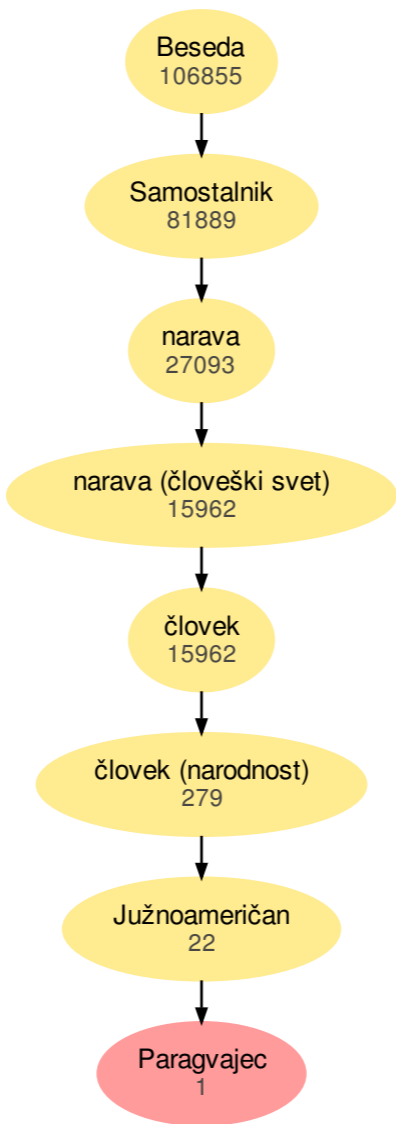 Beseda
106855
Samostalnik
81889
narava
27093
narava (človeški svet)
15962
človek
15962
človek (narodnost)
279
Južnoameričan
22
Paragvajec
1